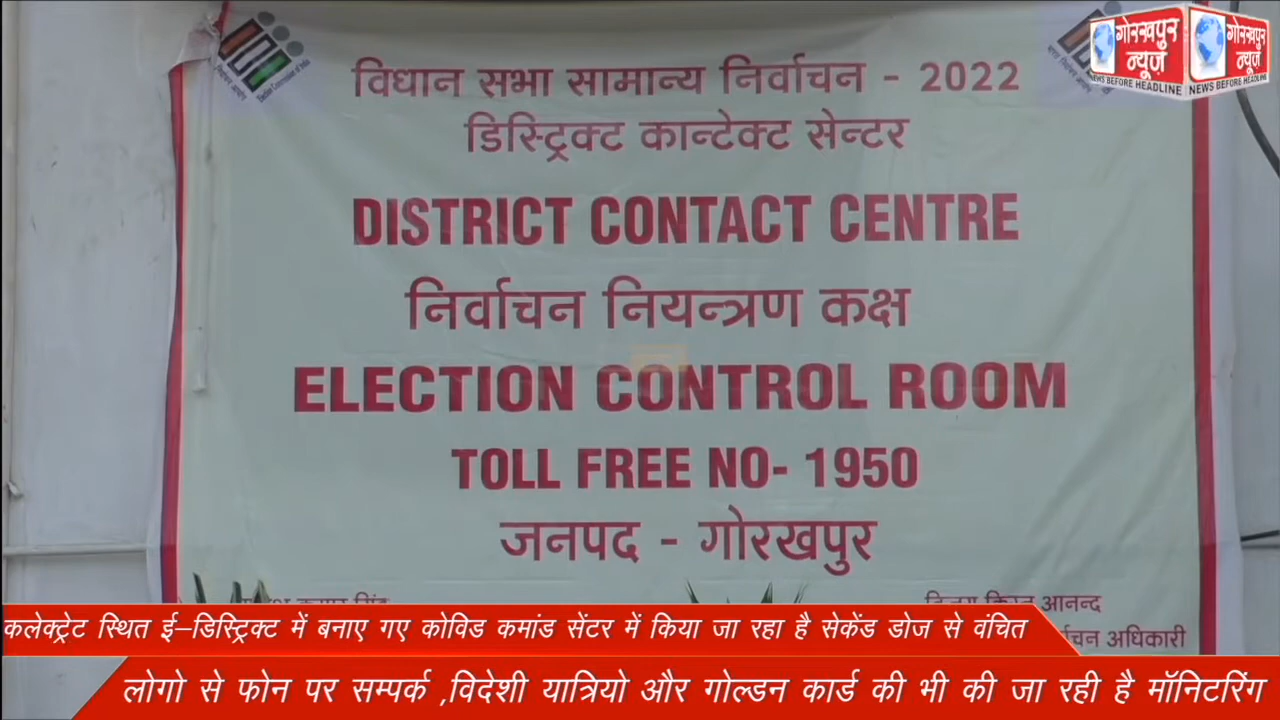 गोरखपुर न्यूज़ गोरखपुर न्यूज़
NEWS BEFORE HEADLINE NEWS BEFORE HEADLINE
विधान सभा सामान्य निर्वाचन - 2022
डिस्ट्रिक्ट कान्टेक्ट सेन्टर
DISTRICT CONTACT CENTRE
निर्वाचन नियन्त्रण कक्ष
ELECTION CONTROL ROOM
TOLL FREE NO- 1950
जनपद - गोरखपुर
आनन्द
अधिकारी
कलेक्ट्रेट स्थित ई–डिस्ट्रिक्ट में बनाए गए कोविड कमांड सेंटर में किया जा रहा है सेकेंड डोज से वंचित
लोगो से फोन पर सम्पर्क ,विदेशी यात्रियो और गोल्डन कार्ड की भी की जा रही है मॉनिटरिंग